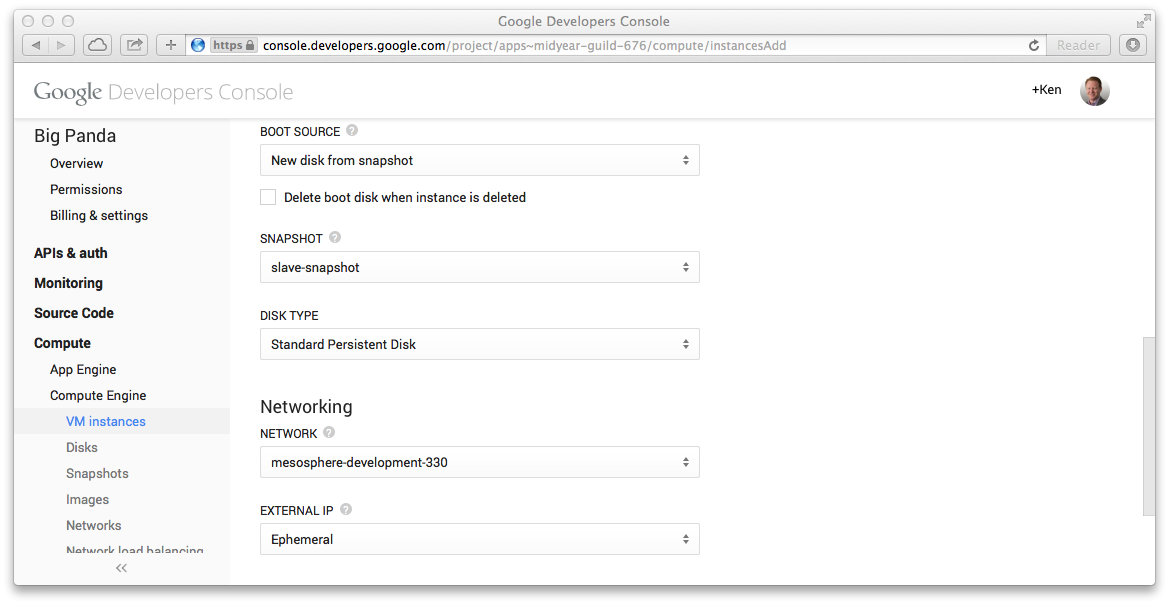 Google Developers Console
https console.developers.google.com/project/apps~midyear-guild-676/compute/instancesAdd Reader
Google Developers Console
+Ken
Big Panda
Overview
Permissions
Billing & settings
APIs & auth
Monitoring
Source Code
Compute
App Engine
Compute Engine
VM instances
Disks
Snapshots
Images
Networks
Network load balancing
<<
BOOT SOURCE ?
New disk from snapshot
Delete boot disk when instance is deleted
SNAPSHOT ?
slave-snapshot
DISK TYPE
Standard Persistent Disk
Networking
NETWORK ?
mesosphere-development-330
EXTERNAL IP ?
Ephemeral